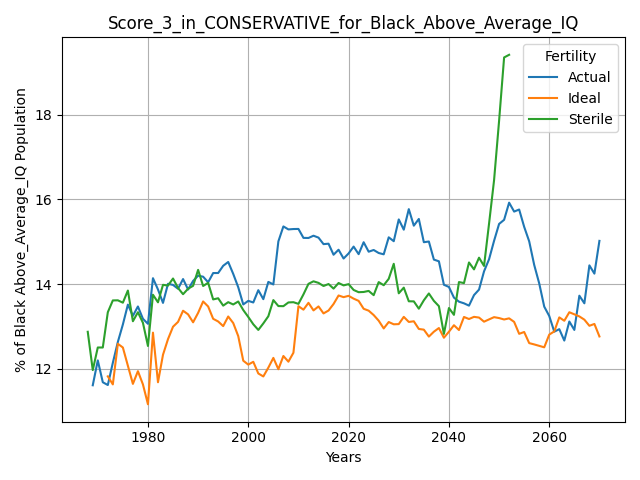 Score_3_in_CONSERVATIVE_for_Black_Above_Average_IQ
% of Black Above_Average_IQ Population
18
16
14
12
Fertility
Actual
Ideal
Sterile
1980
2000
2020
2040
2060
Years